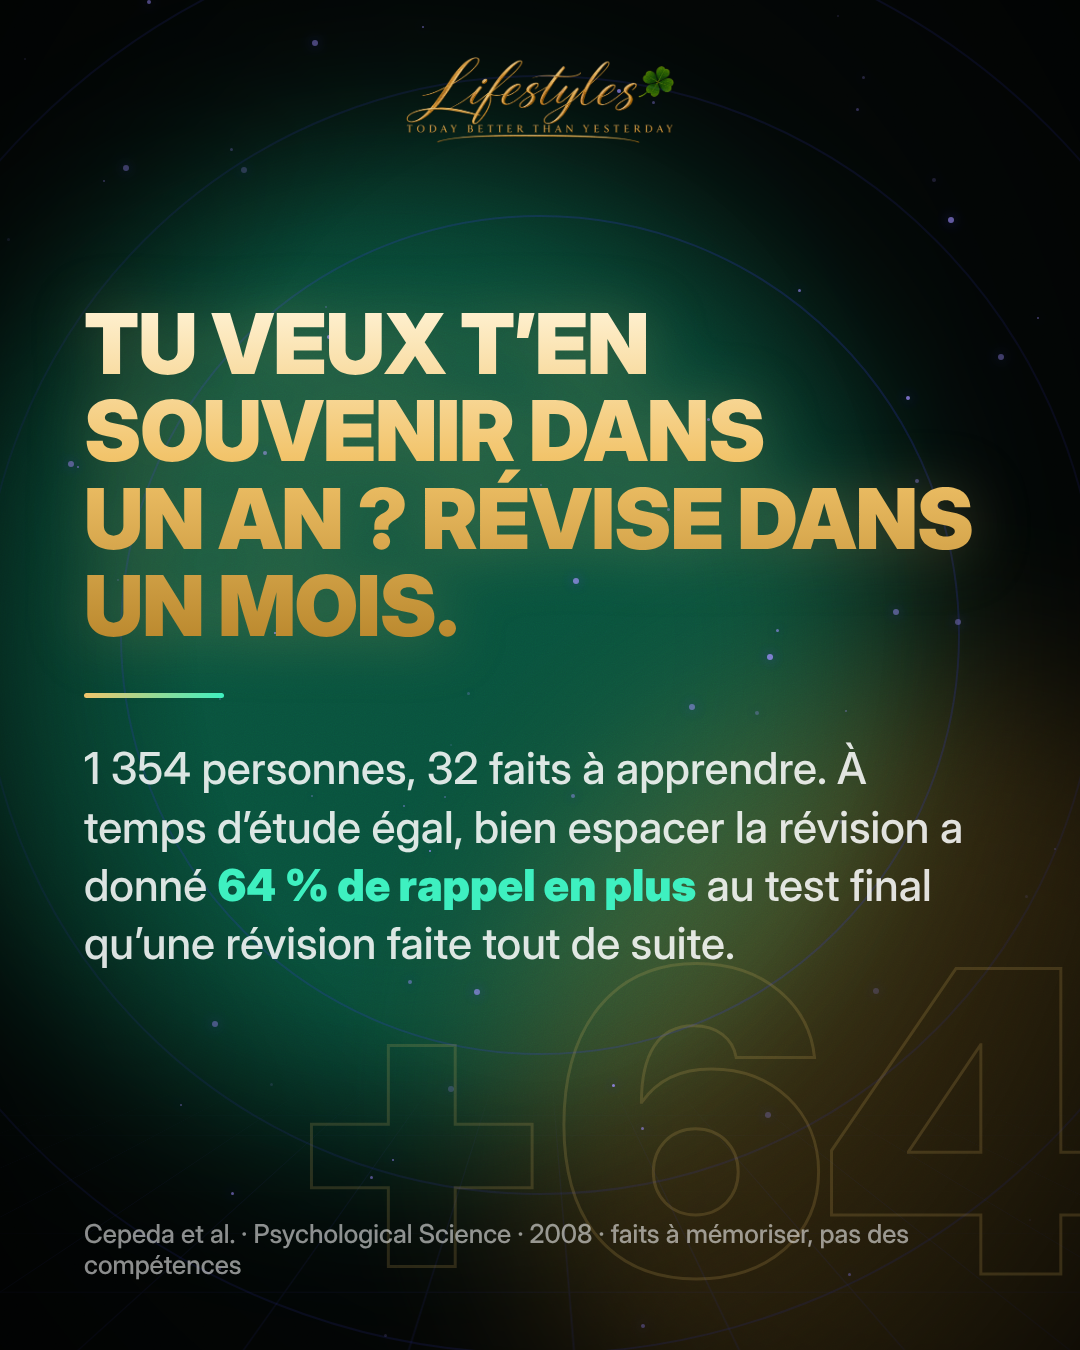 Lifestyles
TODAY BETTER THAN YESTERDAY
TU VEUX T’EN
SOUVENIR DANS
UN AN ? RÉVISE DANS
UN MOIS.
1 354 personnes, 32 faits à apprendre. À
temps d’étude égal, bien espacer la révision a
donné 64 % de rappel en plus au test final
qu’une révision faite tout de suite.
+64
Cepeda et al. · Psychological Science · 2008 · faits à mémoriser, pas des
compétences